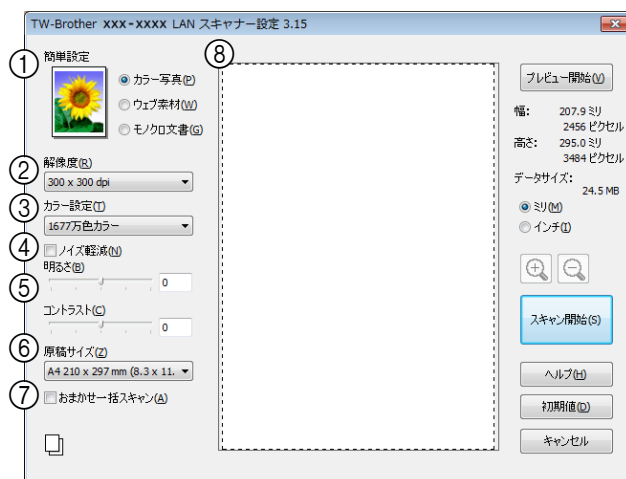 TW-Brother XXX-XXXX LAN スキャナー設定 3.15
① 簡単設定
カラー写真(P)
ウェブ素材(W)
モノクロ文書(G)
② 解像度(R)
300 x 300 dpi
③ カラー設定(T)
1677万色カラー
④ ノイズ軽減(N)
⑤ 明るさ(B)
0
コントラスト(C)
0
⑥ 原稿サイズ(Z)
A4 210 x 297 mm (8.3 x 11.
⑦ おまかせ一括スキャン(A)
⑧
プレビュー開始(V)
幅: 207.9 ミリ
2456 ピクセル
高さ: 295.0 ミリ
3484 ピクセル
データサイズ:
24.5 MB
ミリ(M)
インチ(I)
スキャン開始(S)
ヘルプ(H)
初期値(D)
キャンセル